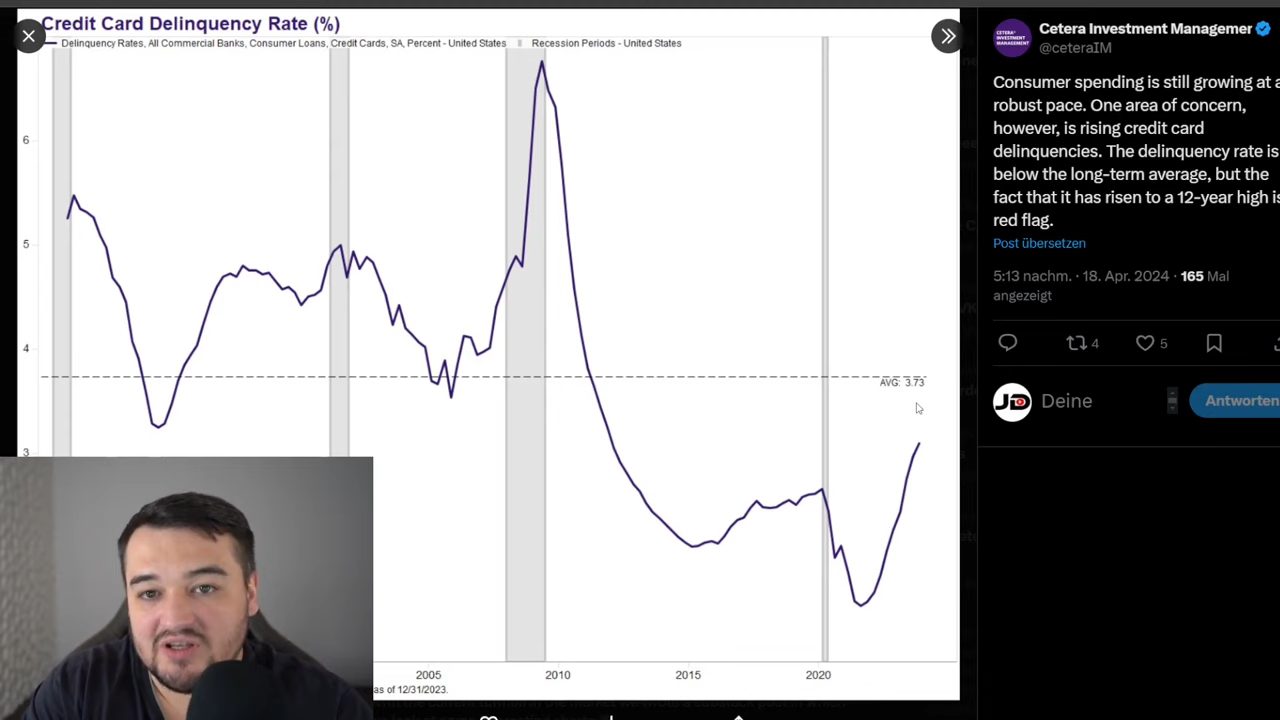 Credit Card Delinquency Rate (%)
Delinquency Rates, All Commercial Banks, Consumer Loans, Credit Cards, SA, Percent - United States
Recession Periods - United States
6
5
4
3
AVG: 3.73
2005
2010
2015
2020
as of 12/31/2023.
CETERA
INVESTMENT
MANAGEMENT
Cetera Investment Managemer
@ceteraIM
Consumer spending is still growing at a
robust pace. One area of concern,
however, is rising credit card
delinquencies. The delinquency rate is
below the long-term average, but the
fact that it has risen to a 12-year high is
red flag.
Post übersetzen
5:13 nachm. · 18. Apr. 2024 · 165 Mal
angezeigt
4
5
JD
Deine
Antworten